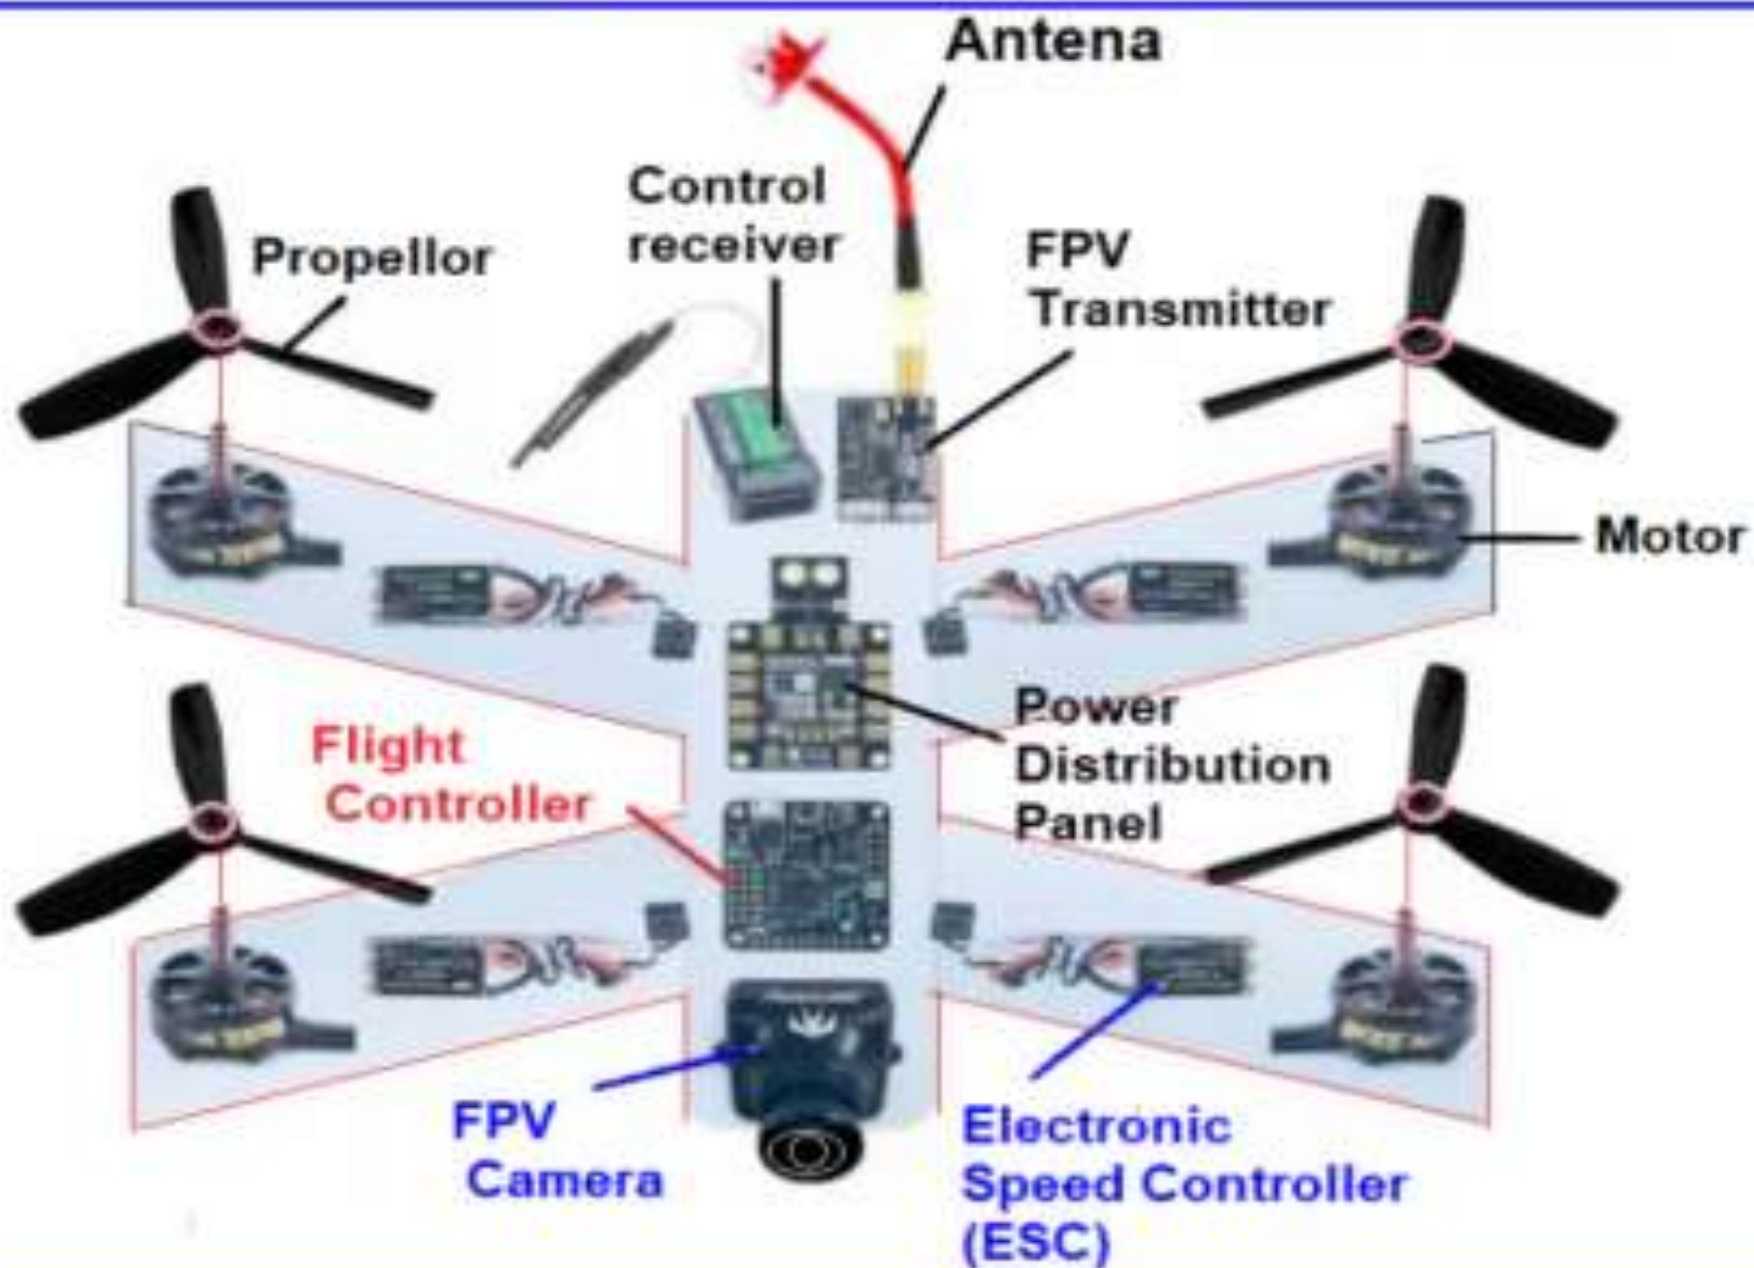 Antena
Control
receiver
Propellor
FPV
Transmitter
Motor
Flight
Controller
Power
Distribution
Panel
FPV
Camera
Electronic
Speed Controller
(ESC)